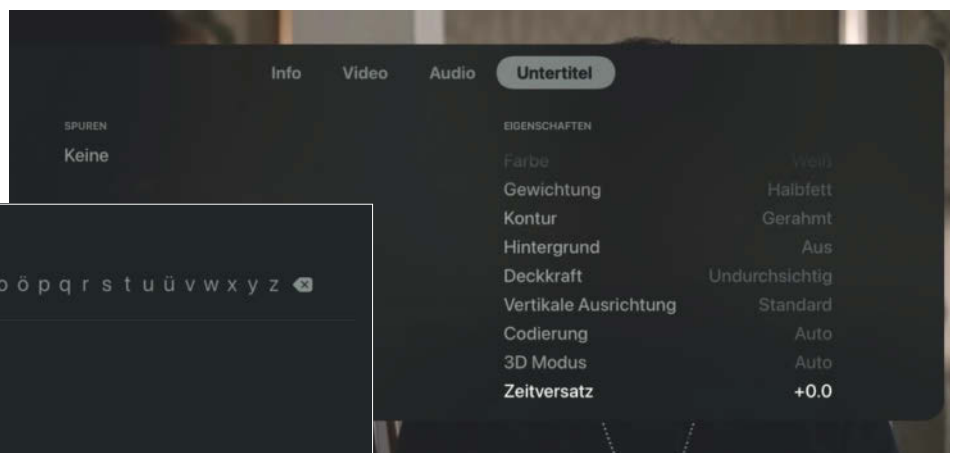 Info Video Audio Untertitel
SPUREN
Keine
EIGENSCHAFTEN
Farbe Weiß
Gewichtung Halbfett
Kontur Gerahmt
Hintergrund Aus
Deckkraft Undurchsichtig
Vertikale Ausrichtung Standard
Codierung Auto
3D Modus Auto
Zeitversatz +0.0
ö p q r s t u ü v w x y z